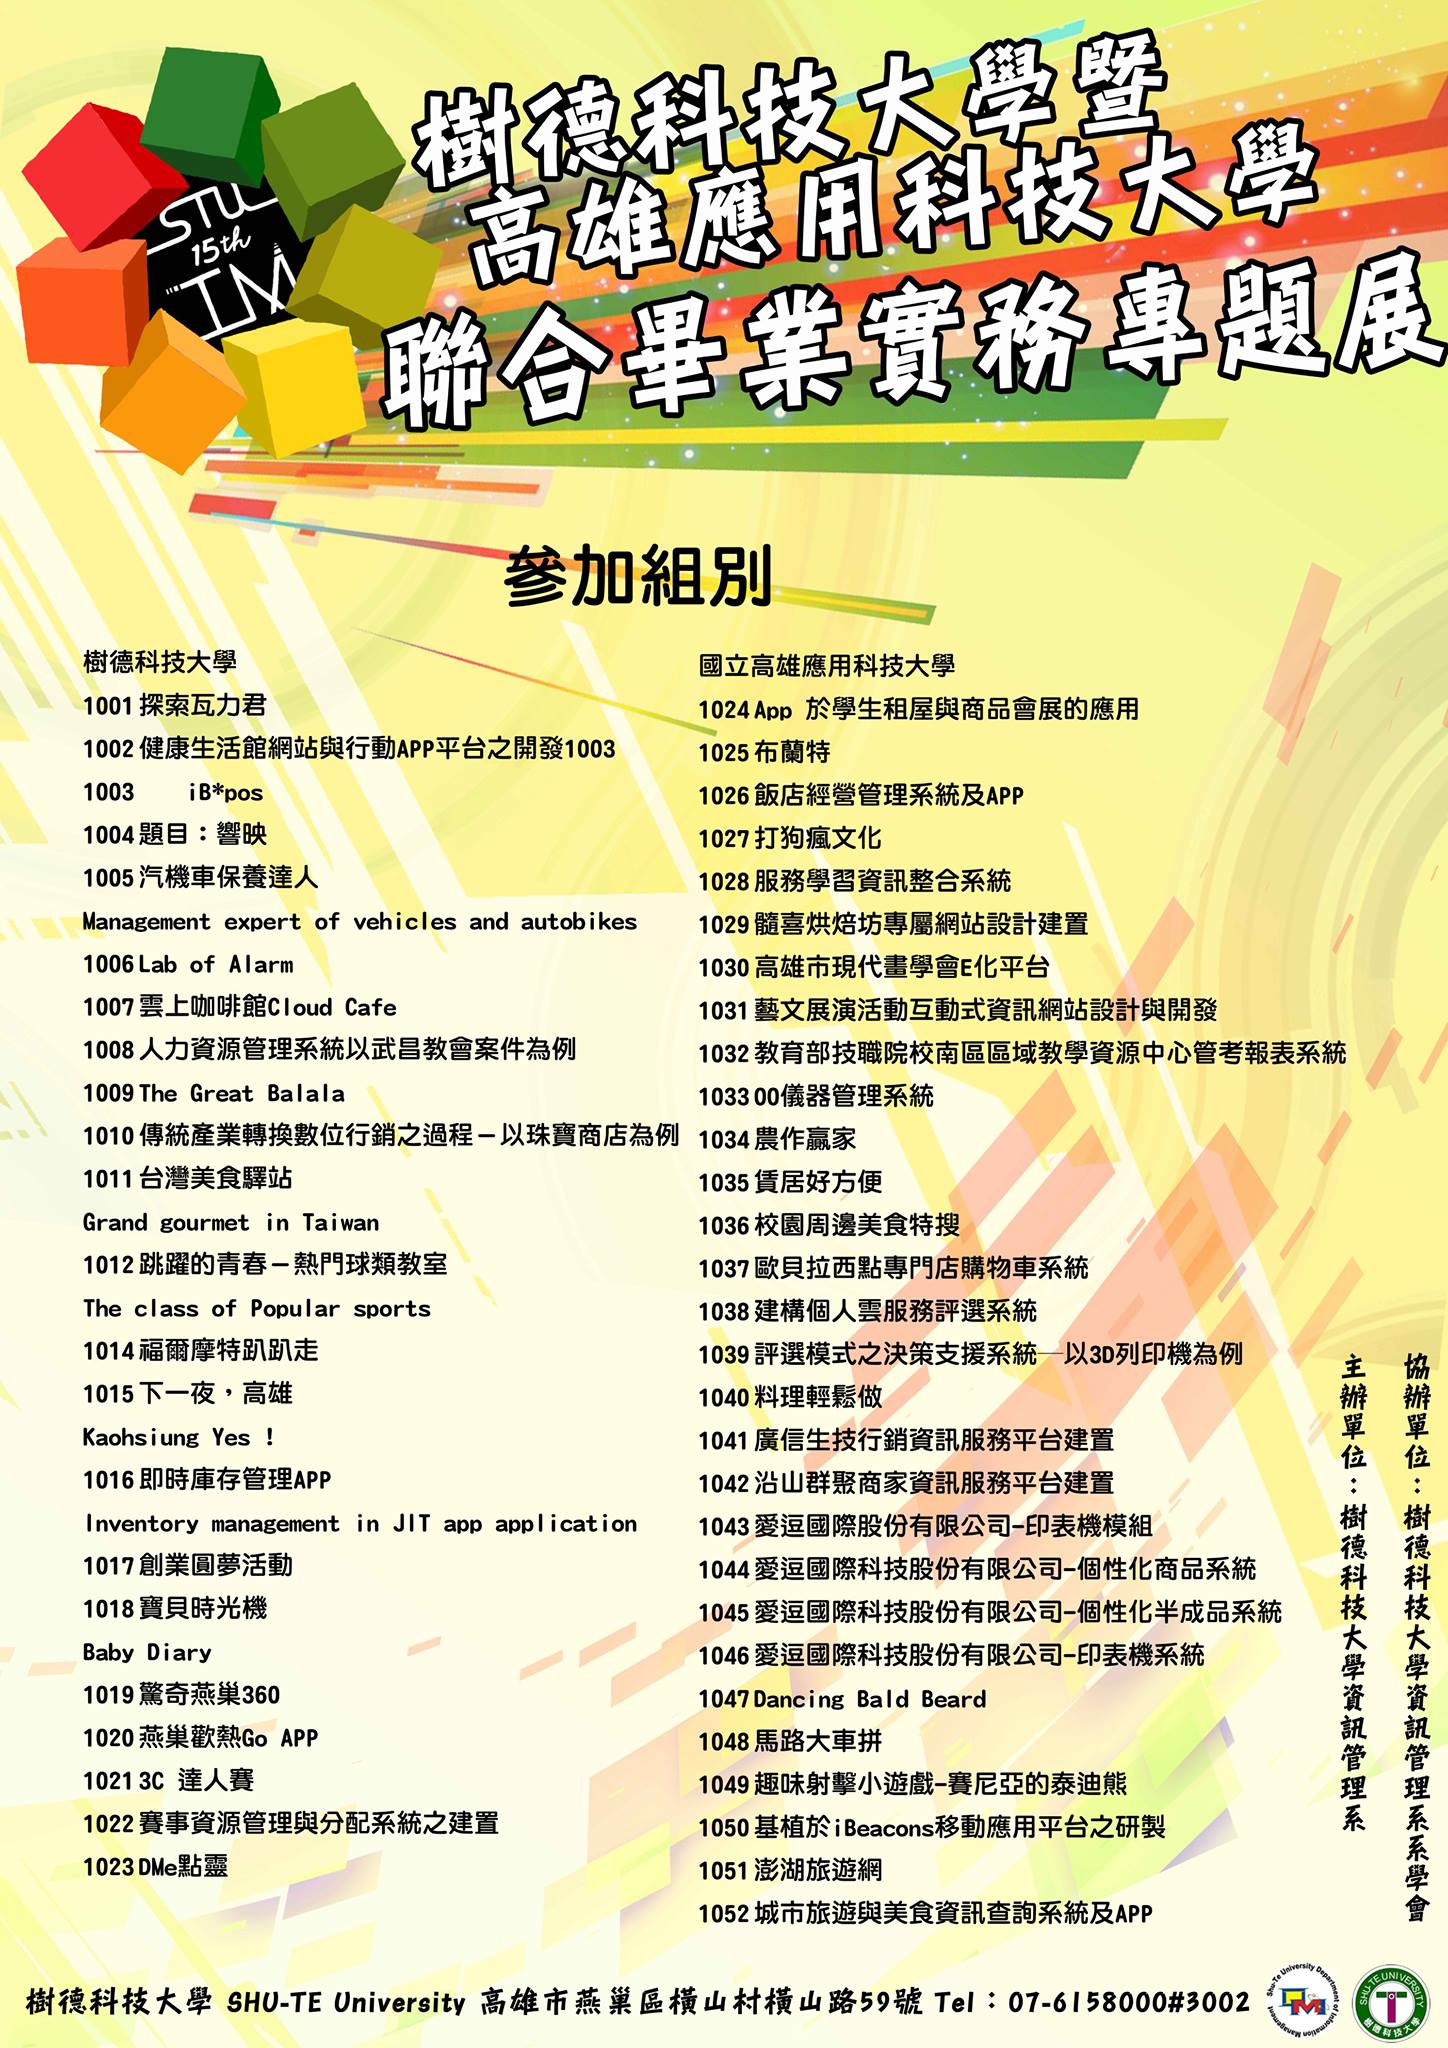 STU
15th
IM
樹德科技大學暨
高雄應用科技大學
聯合畢業實務專題展
參加組別
樹德科技大學
1001 探索瓦力君
1002 健康生活館網站與行動APP平台之開發1003
1003 iB*pos
1004 題目：響映
1005 汽機車保養達人
Management expert of vehicles and autobikes
1006 Lab of Alarm
1007 雲上咖啡館Cloud Cafe
1008 人力資源管理系統以武昌教會案件為例
1009 The Great Balala
1010 傳統產業轉換數位行銷之過程－以珠寶商店為例
1011 台灣美食驛站
Grand gourmet in Taiwan
1012 跳躍的青春－熱門球類教室
The class of Popular sports
1014 福爾摩特趴趴走
1015 下一夜，高雄
Kaohsiung Yes !
1016 即時庫存管理APP
Inventory management in JIT app application
1017 創業圓夢活動
1018 寶貝時光機
Baby Diary
1019 驚奇燕巢360
1020 燕巢歡熱Go APP
1021 3C 達人賽
1022 賽事資源管理與分配系統之建置
1023 DMe點靈
國立高雄應用科技大學
1024 App 於學生租屋與商品會展的應用
1025 布蘭特
1026 飯店經營管理系統及APP
1027 打狗瘋文化
1028 服務學習資訊整合系統
1029 髓喜烘焙坊專屬網站設計建置
1030 高雄市現代畫學會E化平台
1031 藝文展演活動互動式資訊網站設計與開發
1032 教育部技職院校南區區域教學資源中心管考報表系統
1033 OO儀器管理系統
1034 農作贏家
1035 賃居好方便
1036 校園周邊美食特搜
1037 歐貝拉西點專門店購物車系統
1038 建構個人雲服務評選系統
1039 評選模式之決策支援系統─以3D列印機為例
1040 料理輕鬆做
1041 廣信生技行銷資訊服務平台建置
1042 沿山群聚商家資訊服務平台建置
1043 愛逗國際股份有限公司-印表機模組
1044 愛逗國際科技股份有限公司-個性化商品系統
1045 愛逗國際科技股份有限公司-個性化半成品系統
1046 愛逗國際科技股份有限公司-印表機系統
1047 Dancing Bald Beard
1048 馬路大車拼
1049 趣味射擊小遊戲-賽尼亞的泰迪熊
1050 基植於iBeacons移動應用平台之研製
1051 澎湖旅遊網
1052 城市旅遊與美食資訊查詢系統及APP
協辦單位：樹德科技大學資訊管理系系學會
主辦單位：樹德科技大學資訊管理系
樹德科技大學 SHU-TE University 高雄市燕巢區橫山村橫山路59號 Tel：07-6158000#3002
Shu-Te University Department of Information Management
SHU-TE UNIVERSITY
樹德科技大學